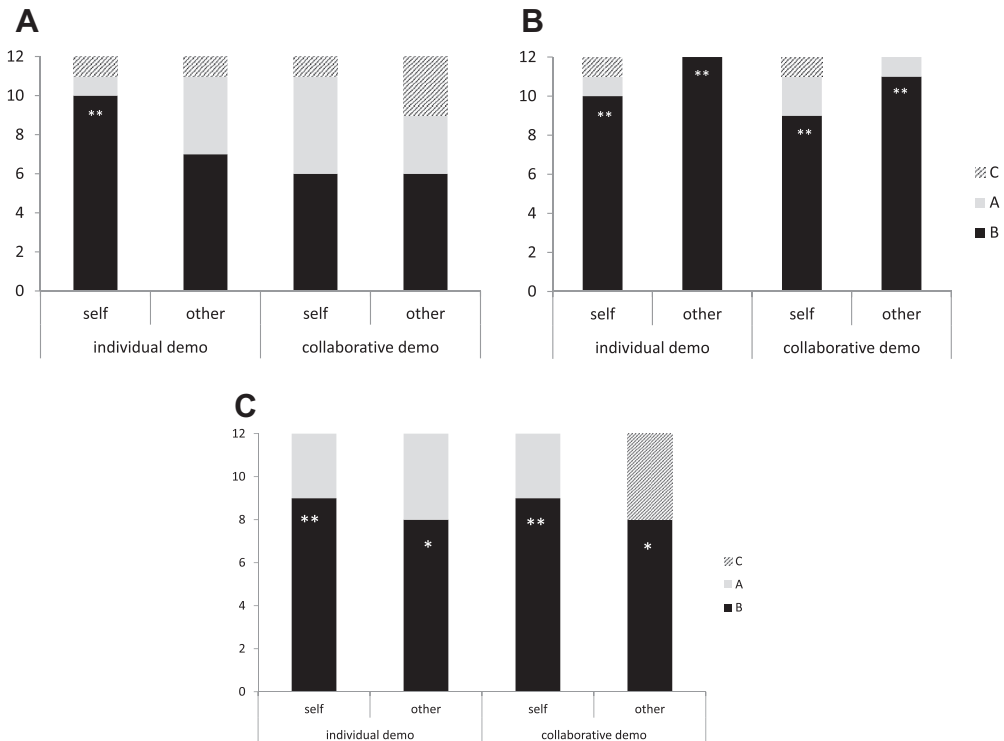 A
12
10
8
6
4
2
0
**
self other self other
individual demo collaborative demo
B
12
10
8
6
4
2
0
** ** ** **
self other self other
individual demo collaborative demo
C
A
B
C
12
10
8
6
4
2
0
** * ** *
self other self other
individual demo collaborative demo
C
A
B